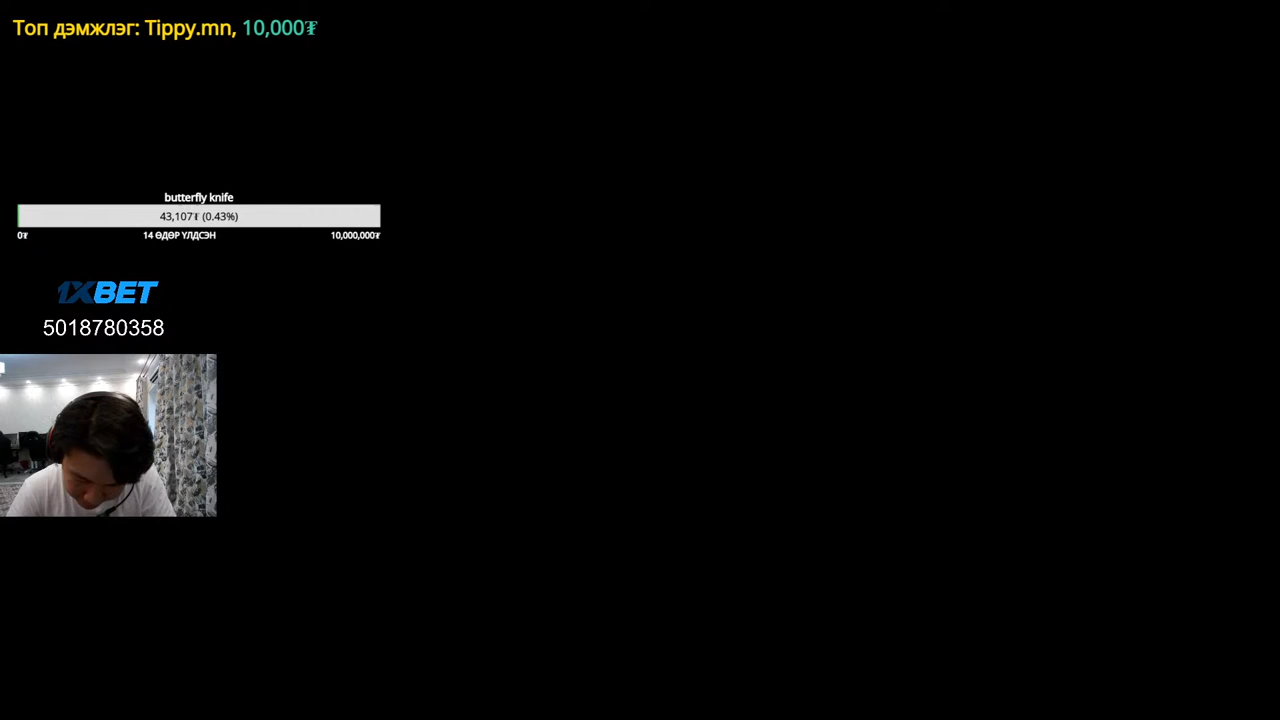 Топ дэмжлэг: Tippy.mn, 10,000₮
butterfly knife
43,107₮ (0.43%)
0₮ 14 ӨДӨР ҮЛДСЭН 10,000,000₮
1XBET
5018780358